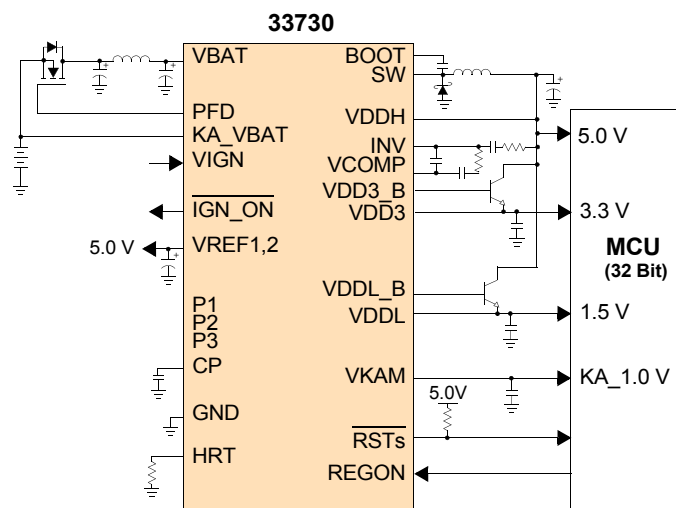 33730
VBAT
PFD
KA_VBAT
VIGN
IGN_ON
5.0 V
VREF1,2
P1
P2
P3
CP
GND
HRT
BOOT
SW
VDDH
INV
VCOMP
VDD3_B
VDD3
VDDL_B
VDDL
VKAM
5.0V
RSTs
REGON
5.0 V
3.3 V
MCU
(32 Bit)
1.5 V
KA_1.0 V
+
+
+
+